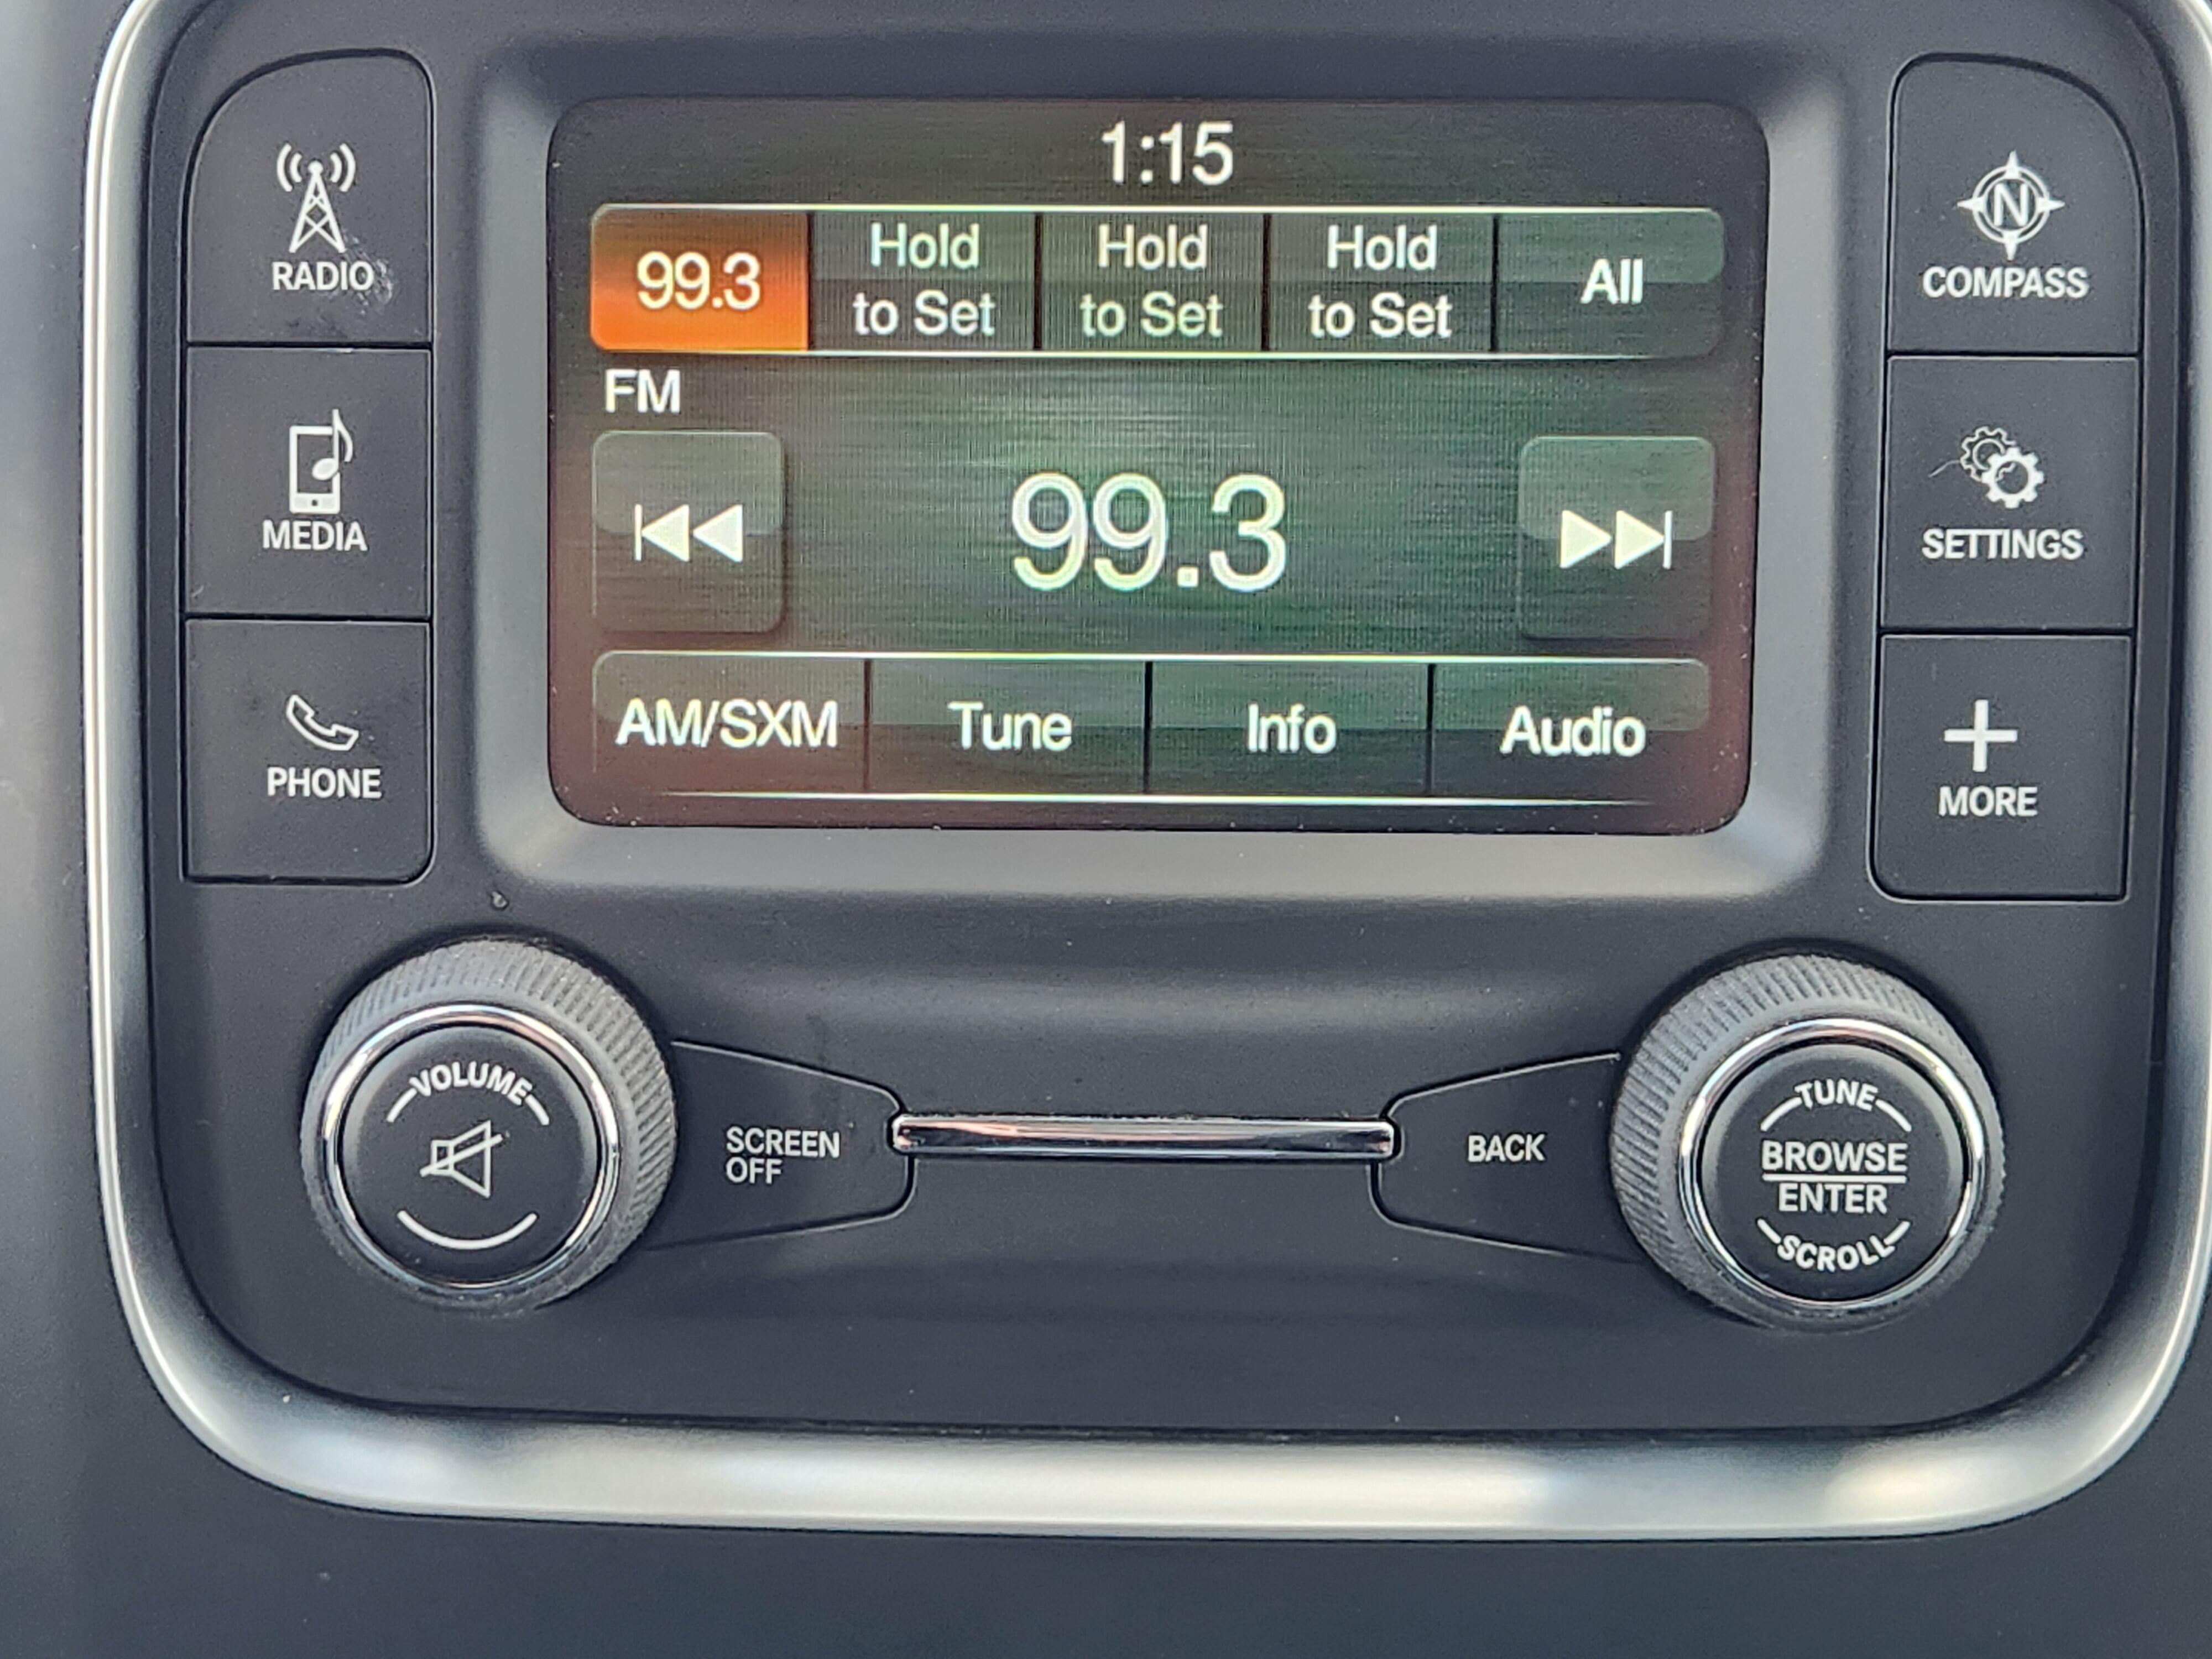 1:15
99.3
Hold
to Set
Hold
to Set
Hold
to Set
All
FM
99.3
AM/SXM
Tune
Info
Audio
RADIO
MEDIA
PHONE
N
COMPASS
SETTINGS
MORE
VOLUME
SCREEN
OFF
BACK
TUNE
BROWSE
ENTER
SCROLL